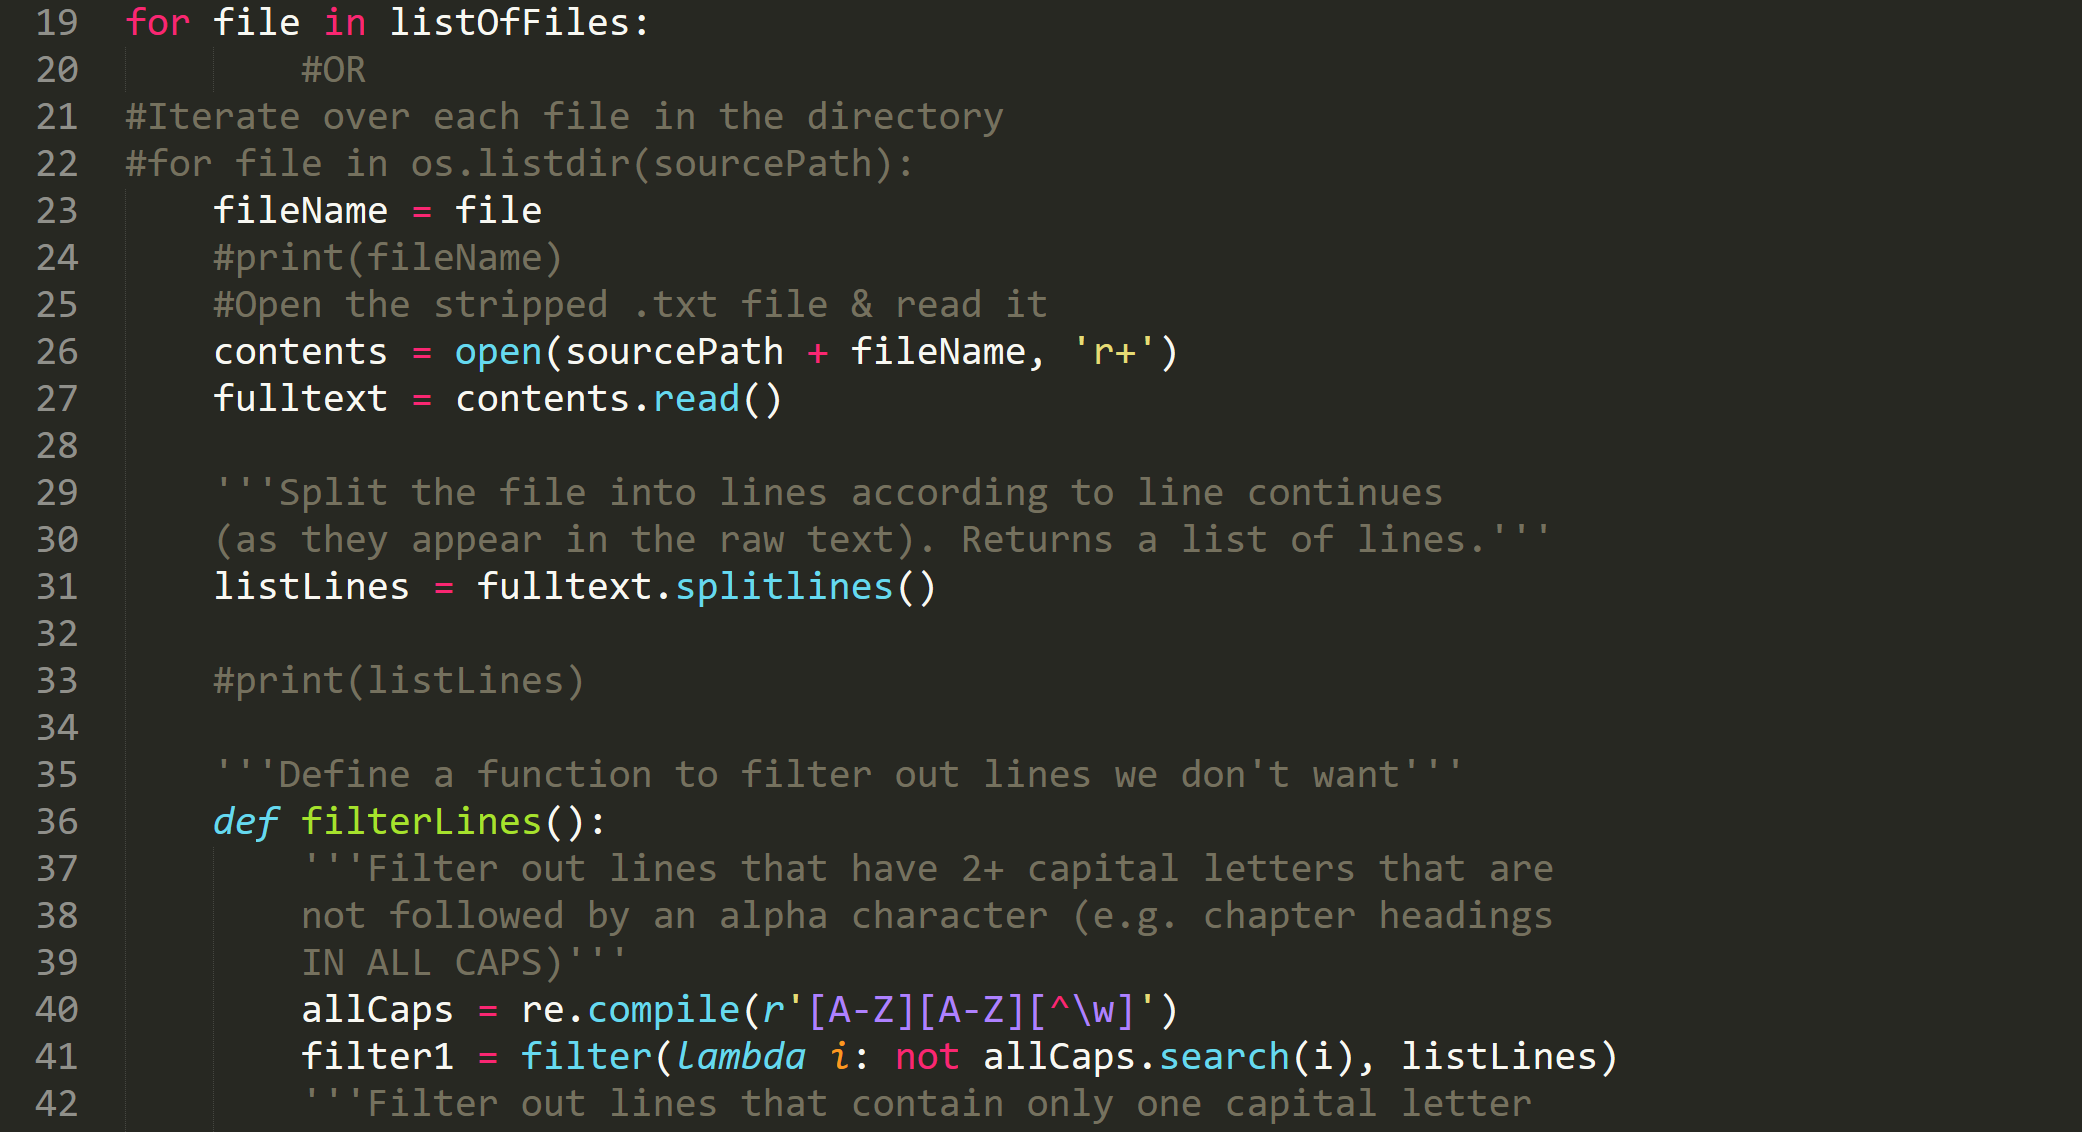 19 for file in listOfFiles:
20         #OR
21 #Iterate over each file in the directory
22 #for file in os.listdir(sourcePath):
23     fileName = file
24     #print(fileName)
25     #Open the stripped .txt file & read it
26     contents = open(sourcePath + fileName, 'r+')
27     fulltext = contents.read()
28
29     '''Split the file into lines according to line continues
30     (as they appear in the raw text). Returns a list of lines.'''
31     listLines = fulltext.splitlines()
32
33     #print(listLines)
34
35     '''Define a function to filter out lines we don't want'''
36     def filterLines():
37         '''Filter out lines that have 2+ capital letters that are
38         not followed by an alpha character (e.g. chapter headings
39         IN ALL CAPS)'''
40         allCaps = re.compile(r'[A-Z][A-Z][^\w]')
41         filter1 = filter(lambda i: not allCaps.search(i), listLines)
42         '''Filter out lines that contain only one capital letter